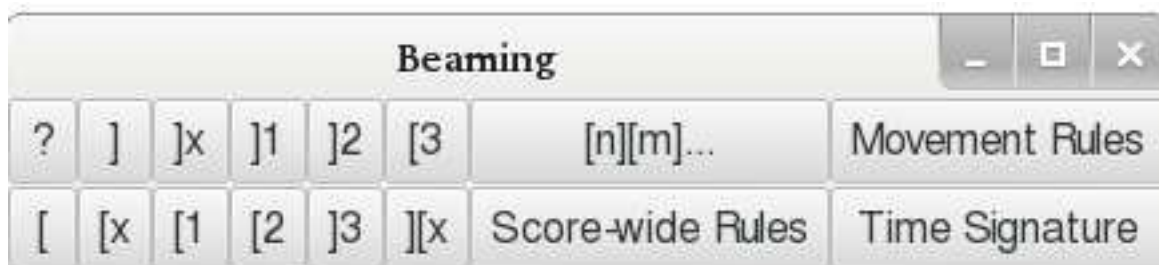 Beaming
? ] ]x ]1 ]2 [3 [n][m]... Movement Rules
[ [x [1 [2 ]3 ][x Score-wide Rules Time Signature